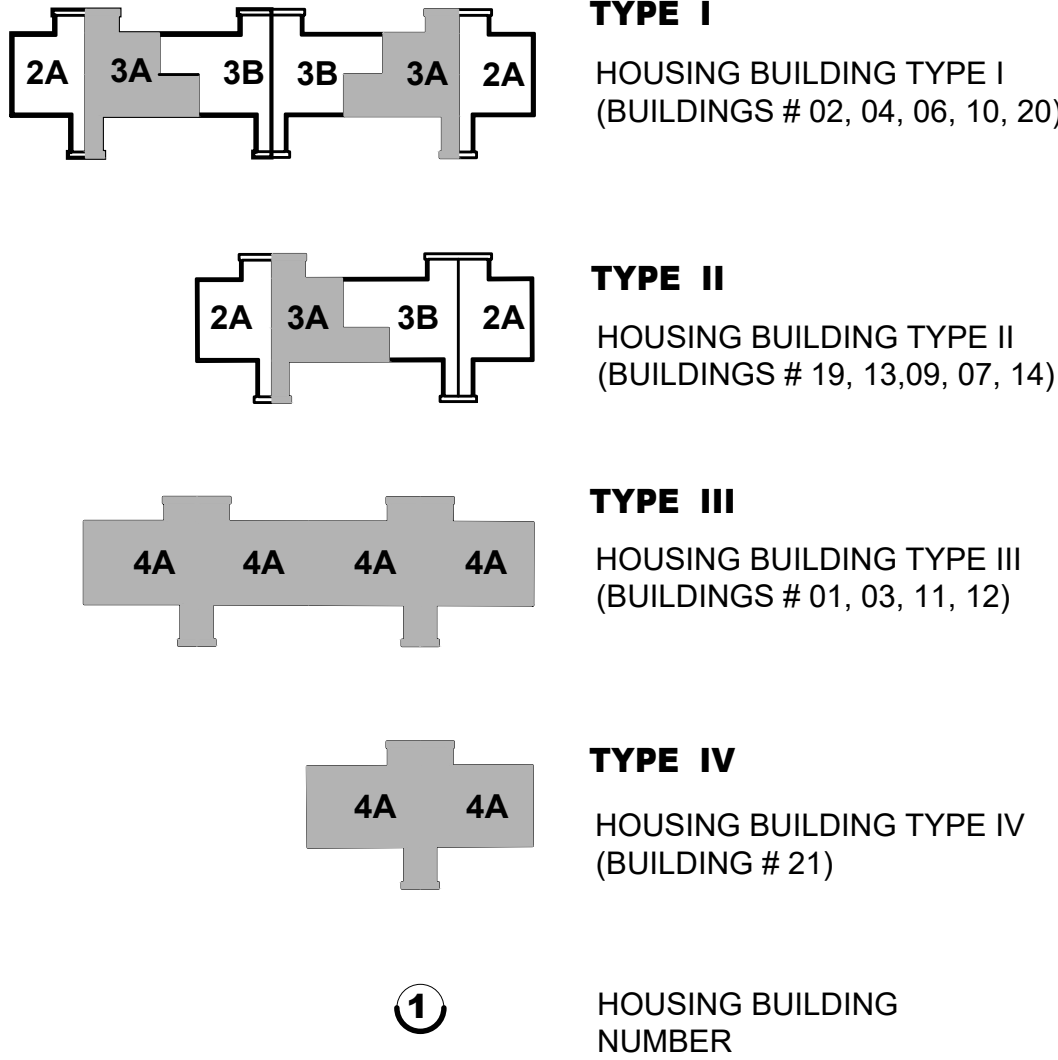 TYPE I
2A 3A 3B 3B 3A 2A
HOUSING BUILDING TYPE I
(BUILDINGS # 02, 04, 06, 10, 20)
TYPE II
2A 3A 3B 2A
HOUSING BUILDING TYPE II
(BUILDINGS # 19, 13,09, 07, 14)
TYPE III
4A 4A 4A 4A
HOUSING BUILDING TYPE III
(BUILDINGS # 01, 03, 11, 12)
TYPE IV
4A 4A
HOUSING BUILDING TYPE IV
(BUILDING # 21)
1
HOUSING BUILDING
NUMBER